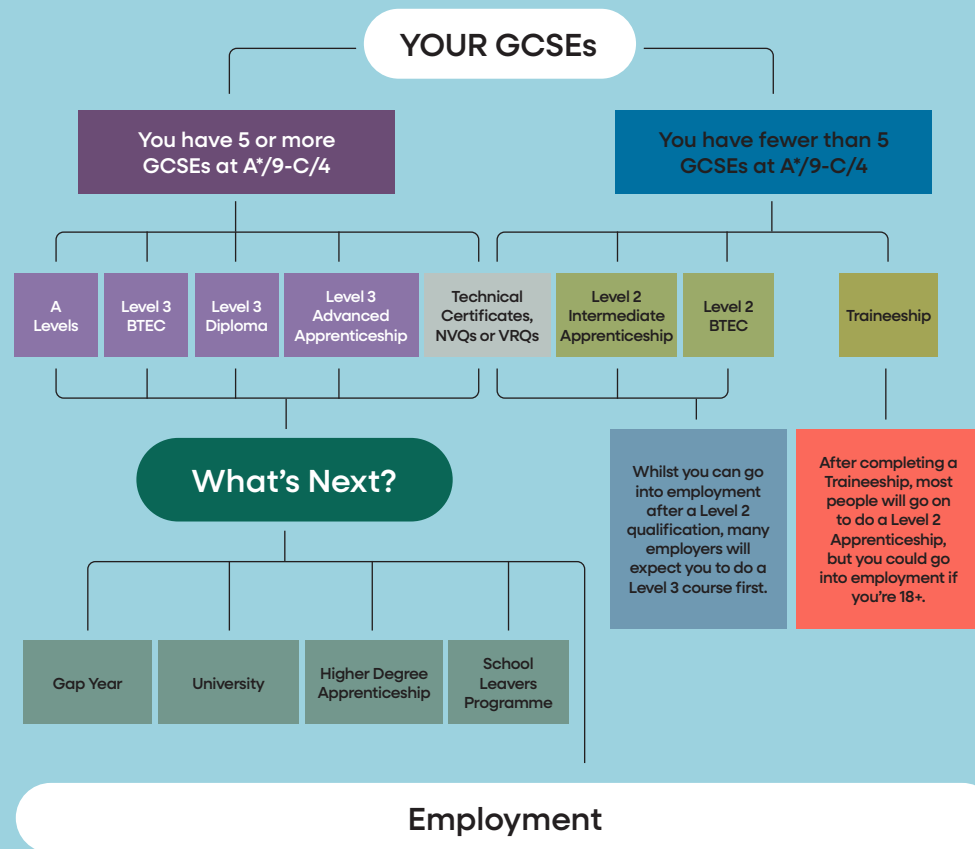 YOUR GCSEs
You have 5 or more
GCSEs at A*/9-C/4
You have fewer than 5
GCSEs at A*/9-C/4
A
Levels
Level 3
BTEC
Level 3
Diploma
Level 3
Advanced
Apprenticeship
Technical
Certificates,
NVQs or VRQs
Level 2
Intermediate
Apprenticeship
Level 2
BTEC
Traineeship
What's Next?
Whilst you can go
into employment
after a Level 2
qualification, many
employers will
expect you to do a
Level 3 course first.
After completing a
Traineeship, most
people will go on
to do a Level 2
Apprenticeship,
but you could go
into employment if
you're 18+.
Gap Year
University
Higher Degree
Apprenticeship
School
Leavers
Programme
Employment